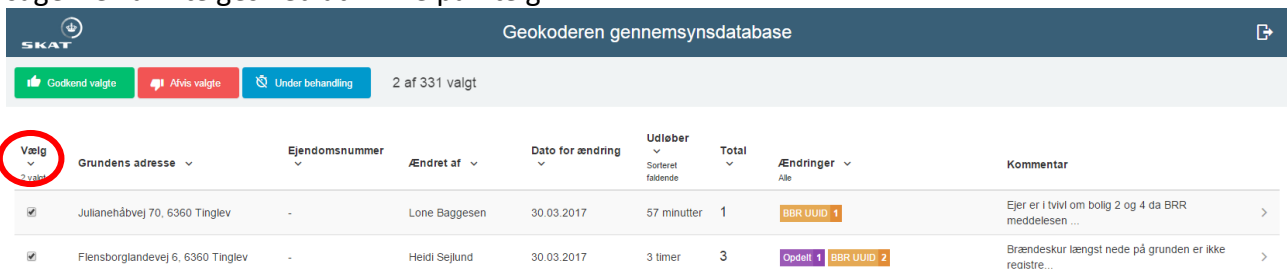 SKAT
Geokoderen gennemsynsdatabase
Godkend valgte Afvis valgte Under behandling 2 af 331 valgt
Vælg Grundens adresse Ejendomsnummer Ændret af Dato for ændring Udløber Total Ændringer Kommentar
2 valgt Sorteret faldende Alle
Julianehåbvej 70, 6360 Tinglev - Lone Baggesen 30.03.2017 57 minutter 1 BBR UUID 1 Ejer er i tvivl om bolig 2 og 4 da BRR
meddelesen ...
Flensborglandevej 6, 6360 Tinglev - Heidi Sejlund 30.03.2017 3 timer 3 Opdelt 1 BBR UUID 2 Brændeskur længst nede på grunden er ikke
registre...